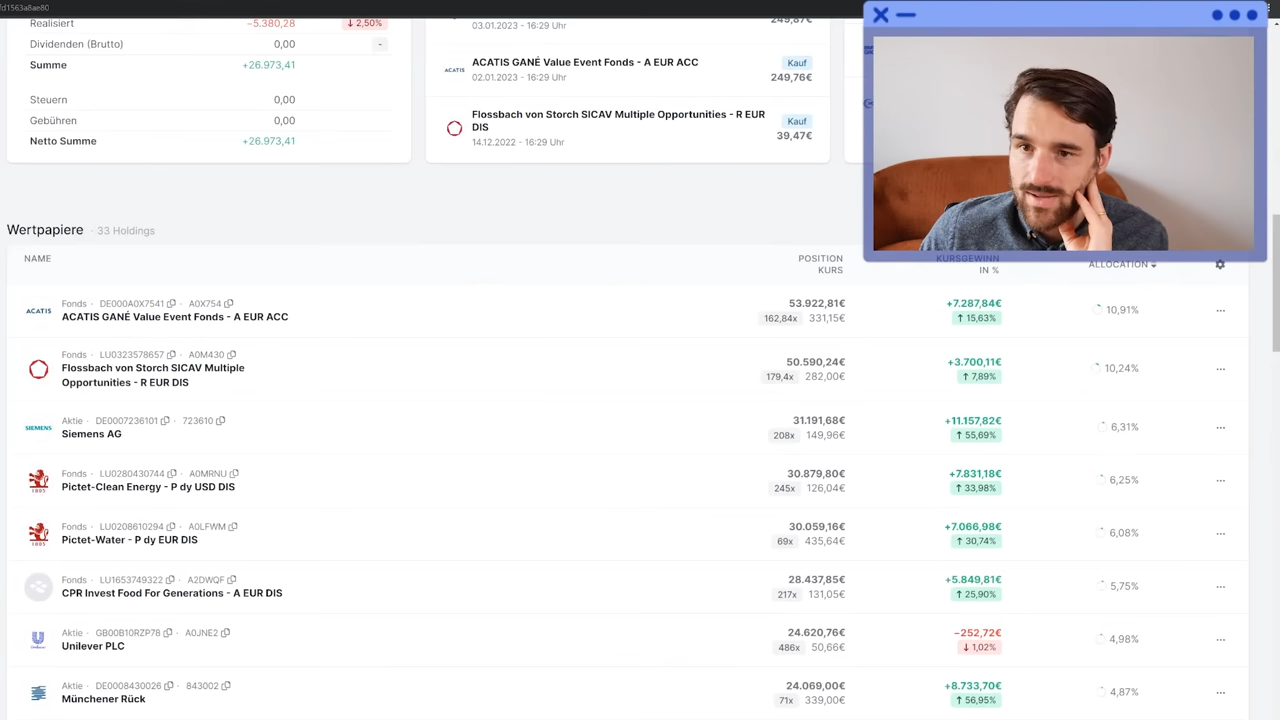 fd1563a8ae80
Realisiert −5.380,28 ↓ 2,50%
Dividenden (Brutto) 0,00 -
Summe +26.973,41
Steuern 0,00
Gebühren 0,00
Netto Summe +26.973,41
249,87€
03.01.2023 - 16:29 Uhr
ACATIS
ACATIS GANÉ Value Event Fonds - A EUR ACC
Kauf
02.01.2023 - 16:29 Uhr
249,76€
Flossbach von Storch SICAV Multiple Opportunities - R EUR
DIS
Kauf
14.12.2022 - 16:29 Uhr
39,47€
Wertpapiere · 33 Holdings
NAME
POSITION
KURS
KURSGEWINN
IN %
ALLOCATION
ACATIS
Fonds · DE000A0X7541 · A0X754
ACATIS GANÉ Value Event Fonds - A EUR ACC
53.922,81€
162,84x 331,15€
+7.287,84€
↑ 15,63%
10,91%
...
Fonds · LU0323578657 · A0M430
Flossbach von Storch SICAV Multiple
Opportunities - R EUR DIS
50.590,24€
179,4x 282,00€
+3.700,11€
↑ 7,89%
10,24%
...
SIEMENS
Aktie · DE0007236101 · 723610
Siemens AG
31.191,68€
208x 149,96€
+11.157,82€
↑ 55,69%
6,31%
...
1805
Fonds · LU0280430744 · A0MRNU
Pictet-Clean Energy - P dy USD DIS
30.879,80€
245x 126,04€
+7.831,18€
↑ 33,98%
6,25%
...
1805
Fonds · LU0208610294 · A0LFWM
Pictet-Water - P dy EUR DIS
30.059,16€
69x 435,64€
+7.066,98€
↑ 30,74%
6,08%
...
Fonds · LU1653749322 · A2DWQF
CPR Invest Food For Generations - A EUR DIS
28.437,85€
217x 131,05€
+5.849,81€
↑ 25,90%
5,75%
...
Unilever
Aktie · GB00B10RZP78 · A0JNE2
Unilever PLC
24.620,76€
486x 50,66€
−252,72€
↓ 1,02%
4,98%
...
Aktie · DE0008430026 · 843002
Münchener Rück
24.069,00€
71x 339,00€
+8.733,70€
↑ 56,95%
4,87%
...